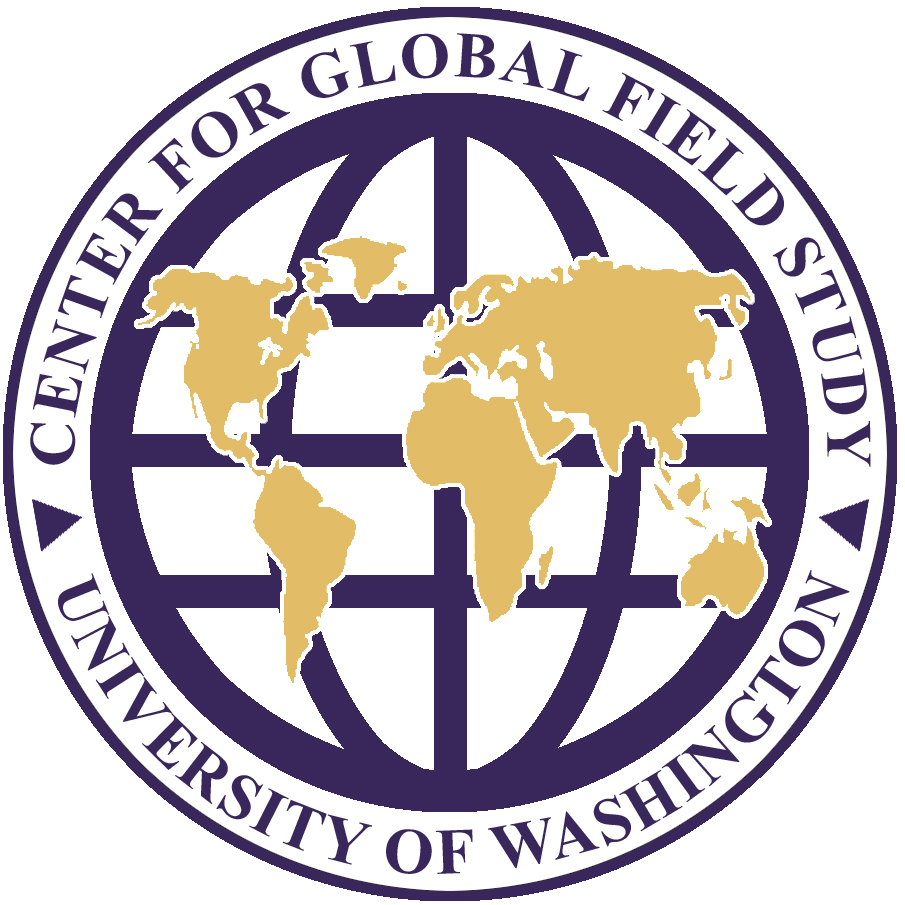 CENTER FOR GLOBAL FIELD STUDY
UNIVERSITY OF WASHINGTON